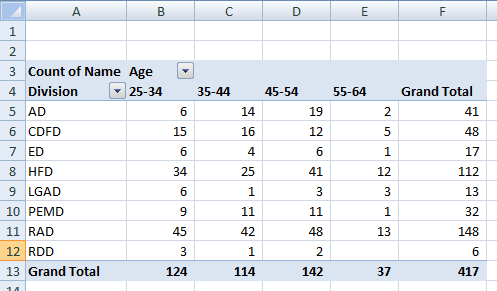 A B C D E F
1
2
3 Count of Name Age
4 Division 25-34 35-44 45-54 55-64 Grand Total
5 AD 6 14 19 2 41
6 CDFD 15 16 12 5 48
7 ED 6 4 6 1 17
8 HFD 34 25 41 12 112
9 LGAD 6 1 3 3 13
10 PEMD 9 11 11 1 32
11 RAD 45 42 48 13 148
12 RDD 3 1 2 6
13 Grand Total 124 114 142 37 417
14